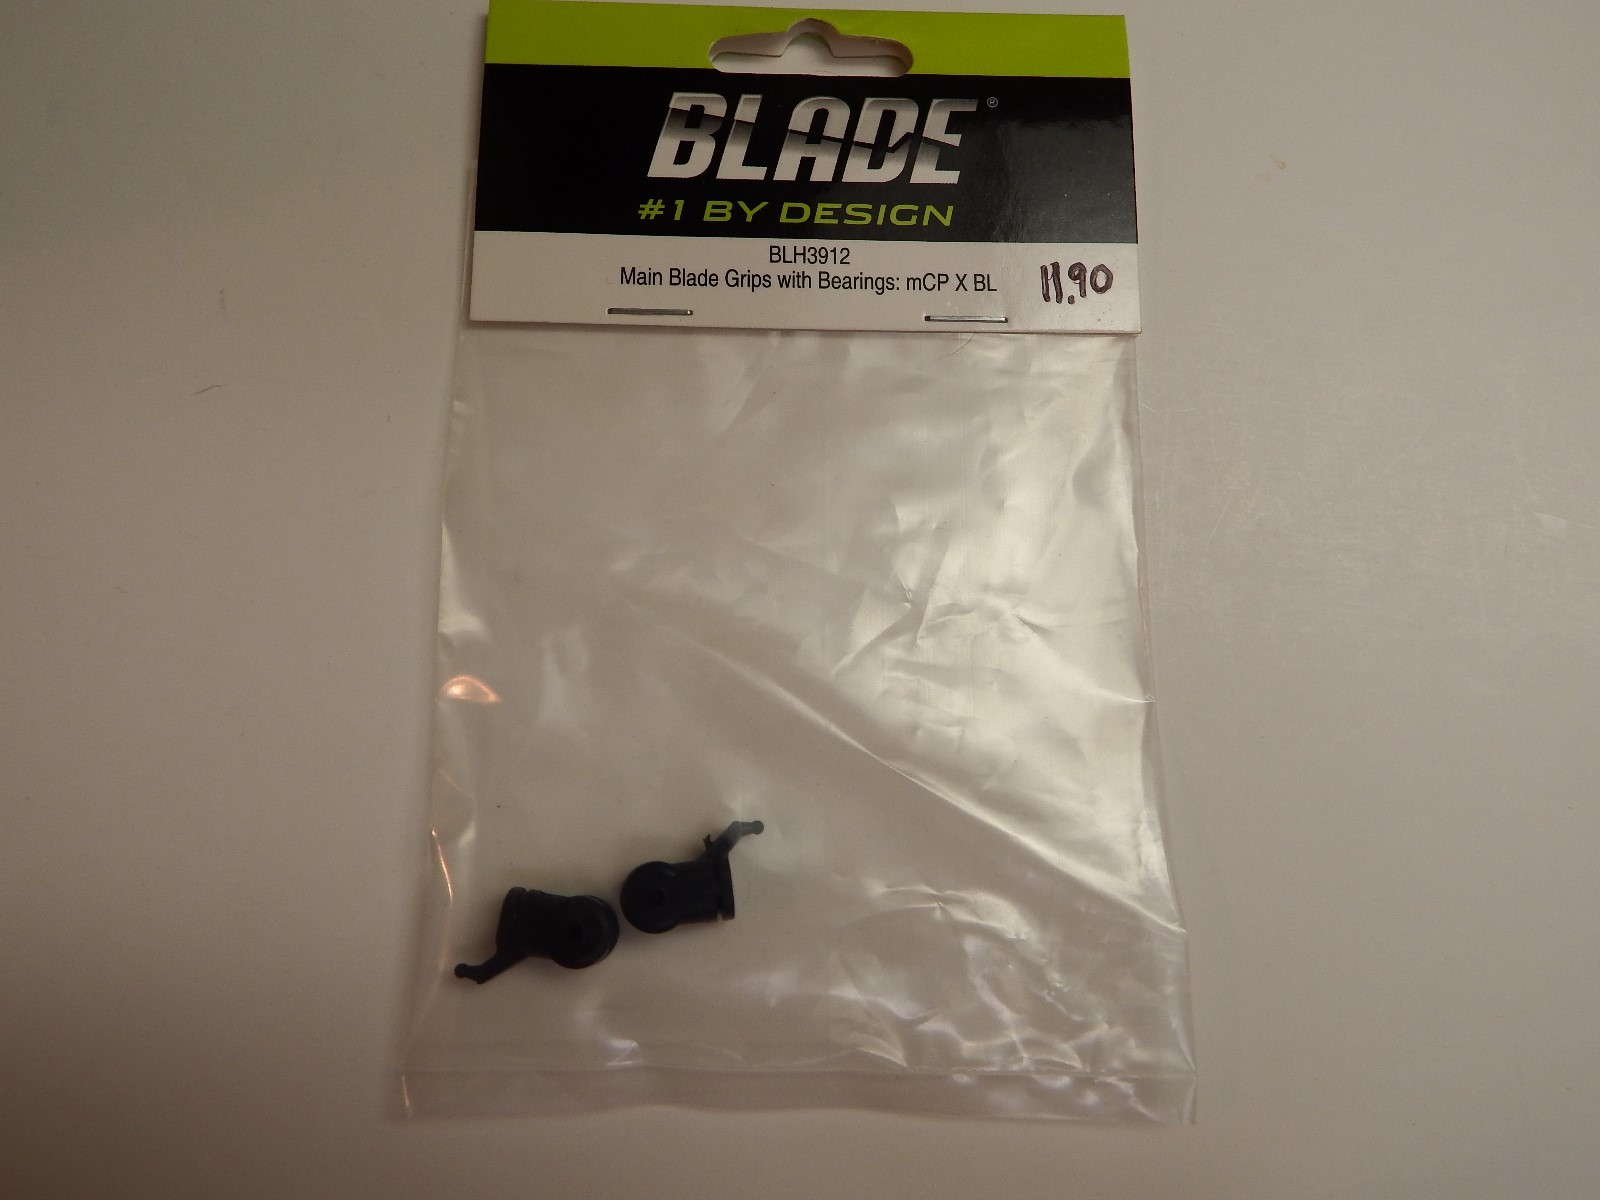 BLADE®
#1 BY DESIGN
BLH3912
Main Blade Grips with Bearings: mCP X BL
11.90